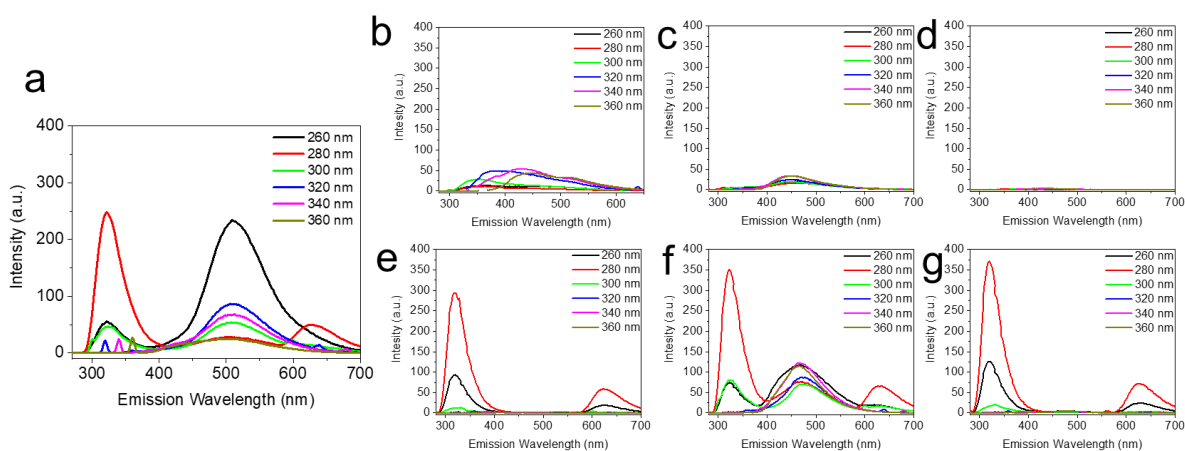 a
400
300
200
100
0
300 400 500 600 700
Intensity (a.u.)
Emission Wavelength (nm)
260 nm
280 nm
300 nm
320 nm
340 nm
360 nm
b
400
350
300
250
200
150
100
50
0
300 400 500 600
Intesity (a.u.)
Emission Wavelength (nm)
260 nm
280 nm
300 nm
320 nm
340 nm
360 nm
c
400
350
300
250
200
150
100
50
0
300 400 500 600 700
Intesity (a.u.)
Emission Wavelength (nm)
260 nm
280 nm
300 nm
320 nm
340 nm
360 nm
d
400
350
300
250
200
150
100
50
0
300 400 500 600 700
Intesity (a.u.)
Emission Wavelength (nm)
260 nm
280 nm
300 nm
320 nm
340 nm
360 nm
e
400
350
300
250
200
150
100
50
0
300 400 500 600 700
Intesity (a.u.)
Emission Wavelength (nm)
260 nm
280 nm
300 nm
320 nm
340 nm
360 nm
f
400
350
300
250
200
150
100
50
0
300 400 500 600 700
Intesity (a.u.)
Emission Wavelength (nm)
260 nm
280 nm
300 nm
320 nm
340 nm
360 nm
g
400
350
300
250
200
150
100
50
0
300 400 500 600 700
Intesity (a.u.)
Emission Wavelength (nm)
260 nm
280 nm
300 nm
320 nm
340 nm
360 nm